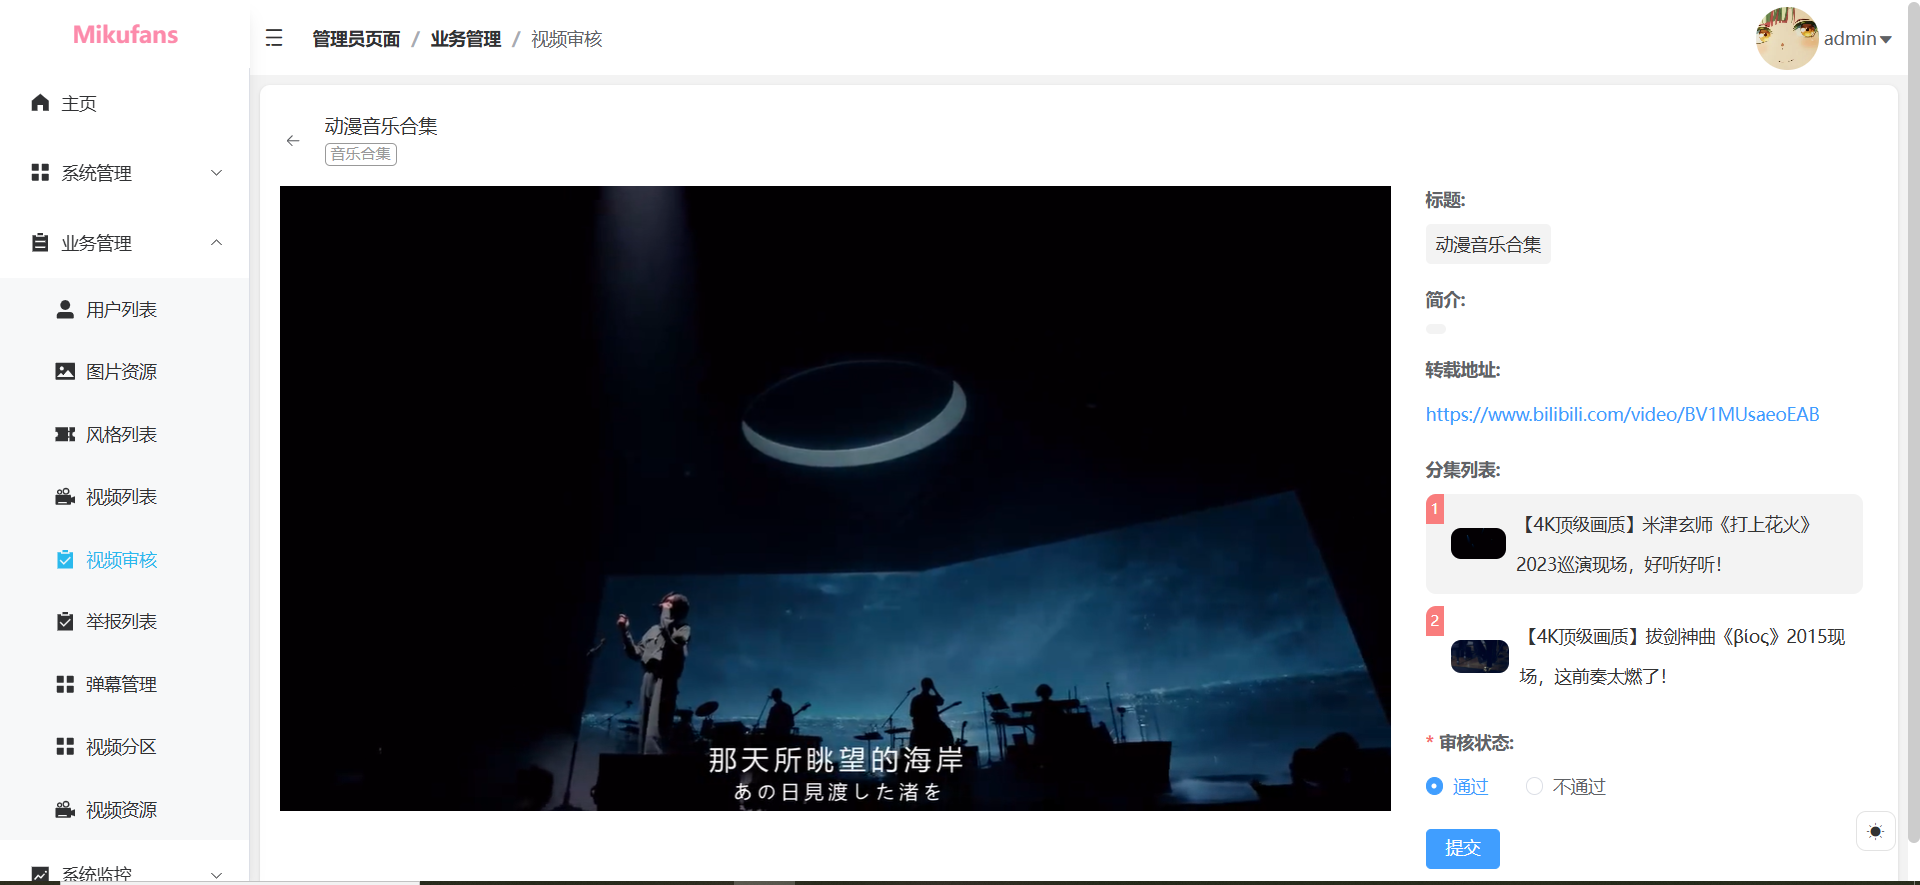 Mikufans
管理员页面 / 业务管理 / 视频审核
admin
主页
系统管理
业务管理
用户列表
图片资源
风格列表
视频列表
视频审核
举报列表
弹幕管理
视频分区
视频资源
系统监控
动漫音乐合集
音乐合集
那天所眺望的海岸
あの日見渡した渚を
标题:
动漫音乐合集
简介:
转载地址:
https://www.bilibili.com/video/BV1MUsaeoEAB
分集列表:
1
【4K顶级画质】米津玄师《打上花火》
2023巡演现场，好听好听！
2
【4K顶级画质】拔剑神曲《βίος》2015现
场，这前奏太燃了！
* 审核状态:
通过
不通过
提交